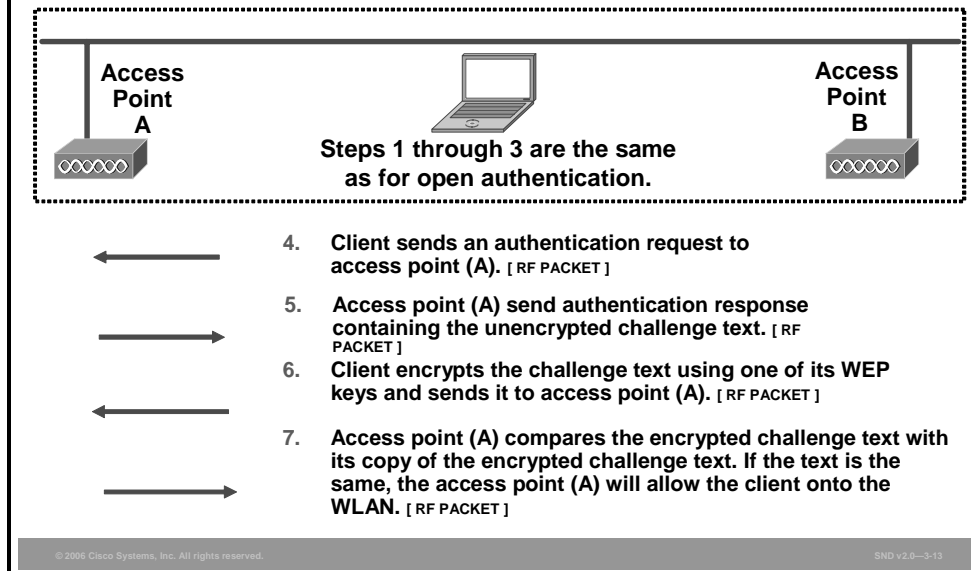 Access
Point
A
Access
Point
B
Steps 1 through 3 are the same
as for open authentication.
4. Client sends an authentication request to
access point (A). [ RF PACKET ]
5. Access point (A) send authentication response
containing the unencrypted challenge text. [ RF
PACKET ]
6. Client encrypts the challenge text using one of its WEP
keys and sends it to access point (A). [ RF PACKET ]
7. Access point (A) compares the encrypted challenge text with
its copy of the encrypted challenge text. If the text is the
same, the access point (A) will allow the client onto the
WLAN. [ RF PACKET ]
© 2006 Cisco Systems, Inc. All rights reserved.
SND v2.0—3-13